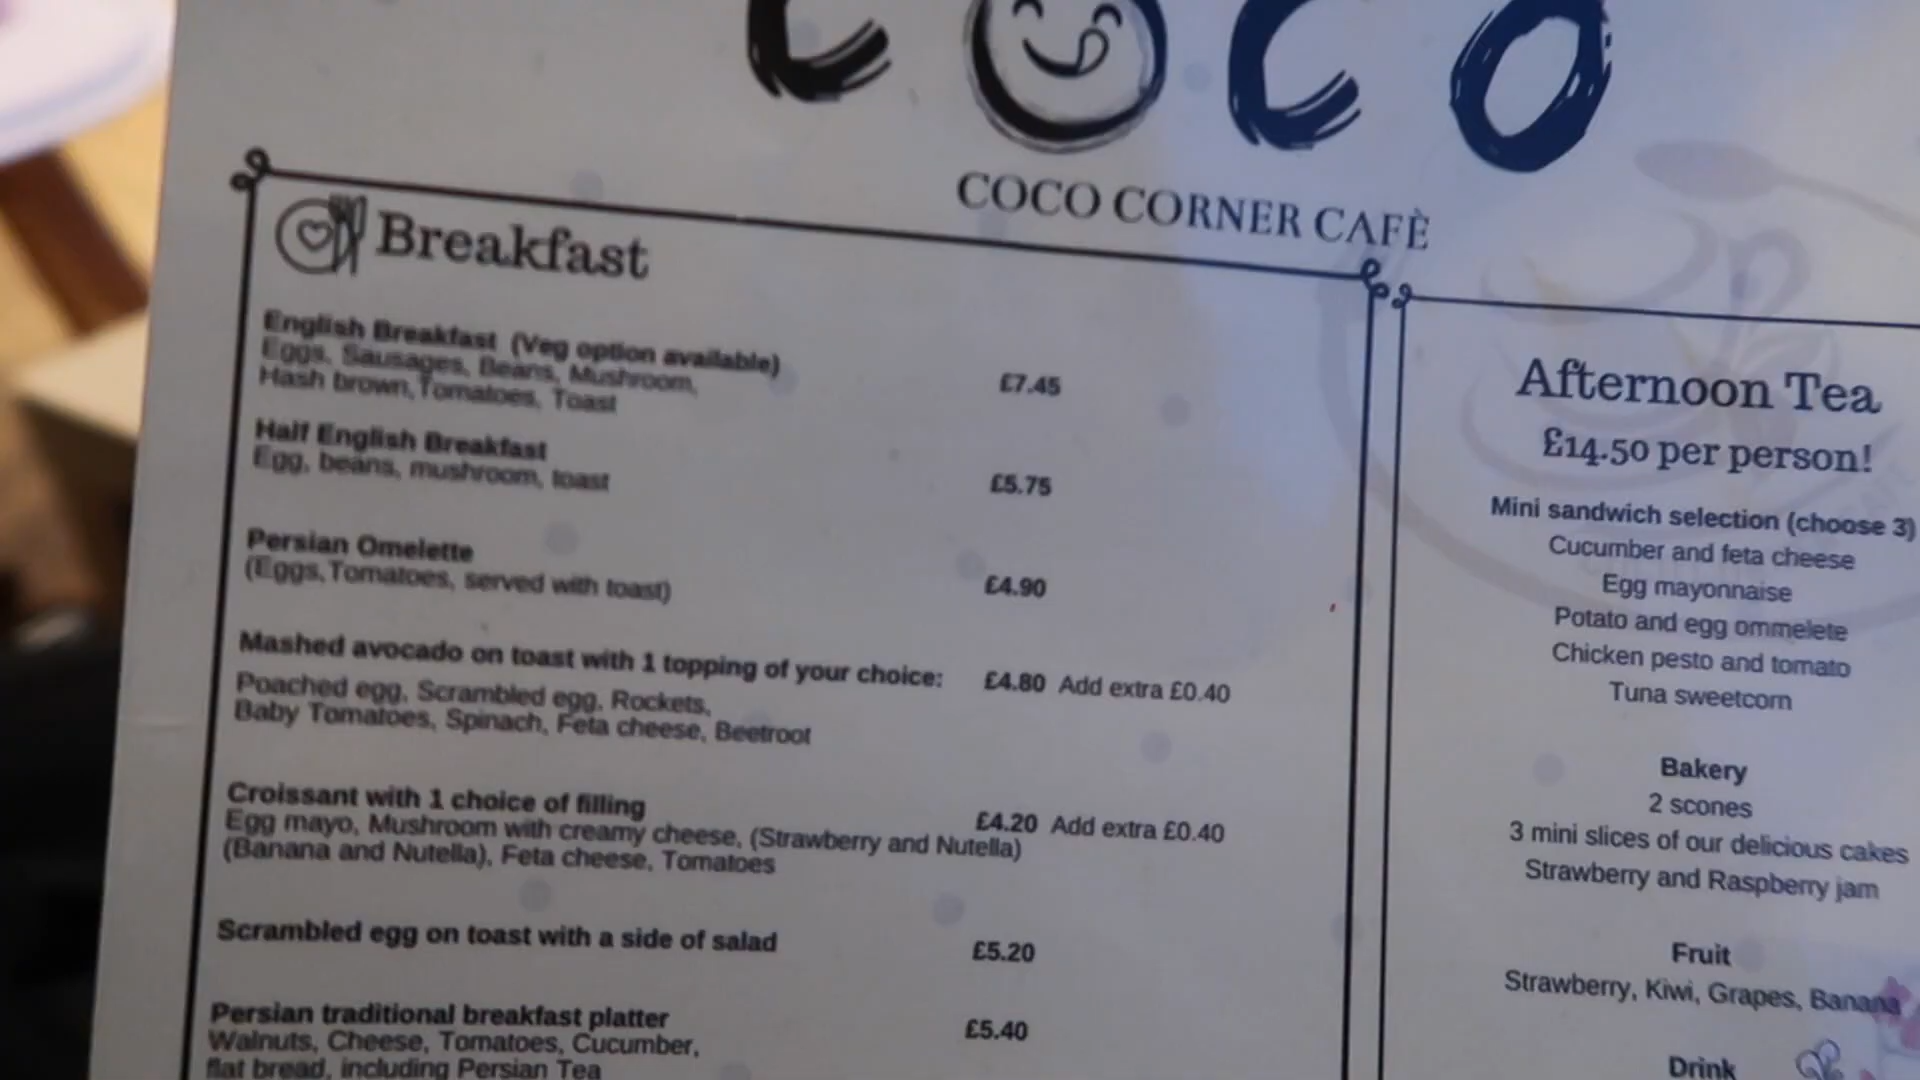 COCO
COCO CORNER CAFÈ
Breakfast
English Breakfast (Veg option available)
Eggs, Sausages, Beans, Mushroom,
Hash brown, Tomatoes, Toast
£7.45
Half English Breakfast
Egg, beans, mushroom, toast
£5.75
Persian Omelette
(Eggs, Tomatoes, served with toast)
£4.90
Mashed avocado on toast with 1 topping of your choice: £4.80 Add extra £0.40
Poached egg, Scrambled egg, Rockets,
Baby Tomatoes, Spinach, Feta cheese, Beetroot
Croissant with 1 choice of filling £4.20 Add extra £0.40
Egg mayo, Mushroom with creamy cheese, (Strawberry and Nutella)
(Banana and Nutella), Feta cheese, Tomatoes
Scrambled egg on toast with a side of salad £5.20
Persian traditional breakfast platter £5.40
Walnuts, Cheese, Tomatoes, Cucumber,
flat bread, including Persian Tea
Afternoon Tea
£14.50 per person!
Mini sandwich selection (choose 3)
Cucumber and feta cheese
Egg mayonnaise
Potato and egg ommelete
Chicken pesto and tomato
Tuna sweetcorn
Bakery
2 scones
3 mini slices of our delicious cakes
Strawberry and Raspberry jam
Fruit
Strawberry, Kiwi, Grapes, Banana
Drink